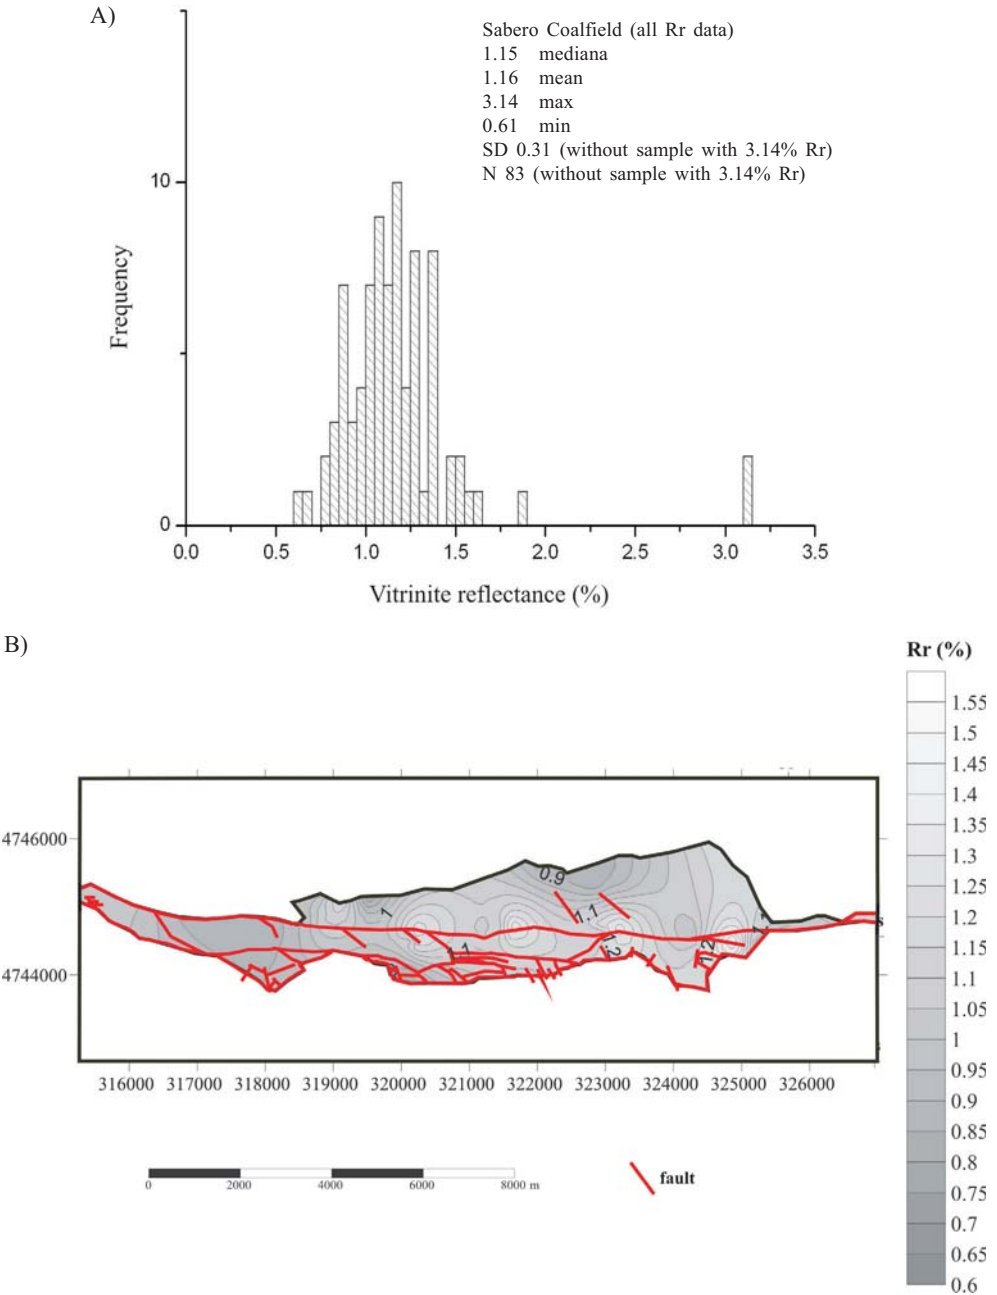 A)
Sabero Coalfield (all Rr data)
1.15 mediana
1.16 mean
3.14 max
0.61 min
SD 0.31 (without sample with 3.14% Rr)
N 83 (without sample with 3.14% Rr)
10
0
Frequency
0.0 0.5 1.0 1.5 2.0 2.5 3.0 3.5
Vitrinite reflectance (%)
B)
Rr (%)
1.55
1.5
1.45
1.4
1.35
1.3
1.25
1.2
1.15
1.1
1.05
1
0.95
0.9
0.85
0.8
0.75
0.7
0.65
0.6
4746000
4744000
0.9
1
1.1
1.2
1.2
316000 317000 318000 319000 320000 321000 322000 323000 324000 325000 326000
0 2000 4000 6000 8000 m
fault